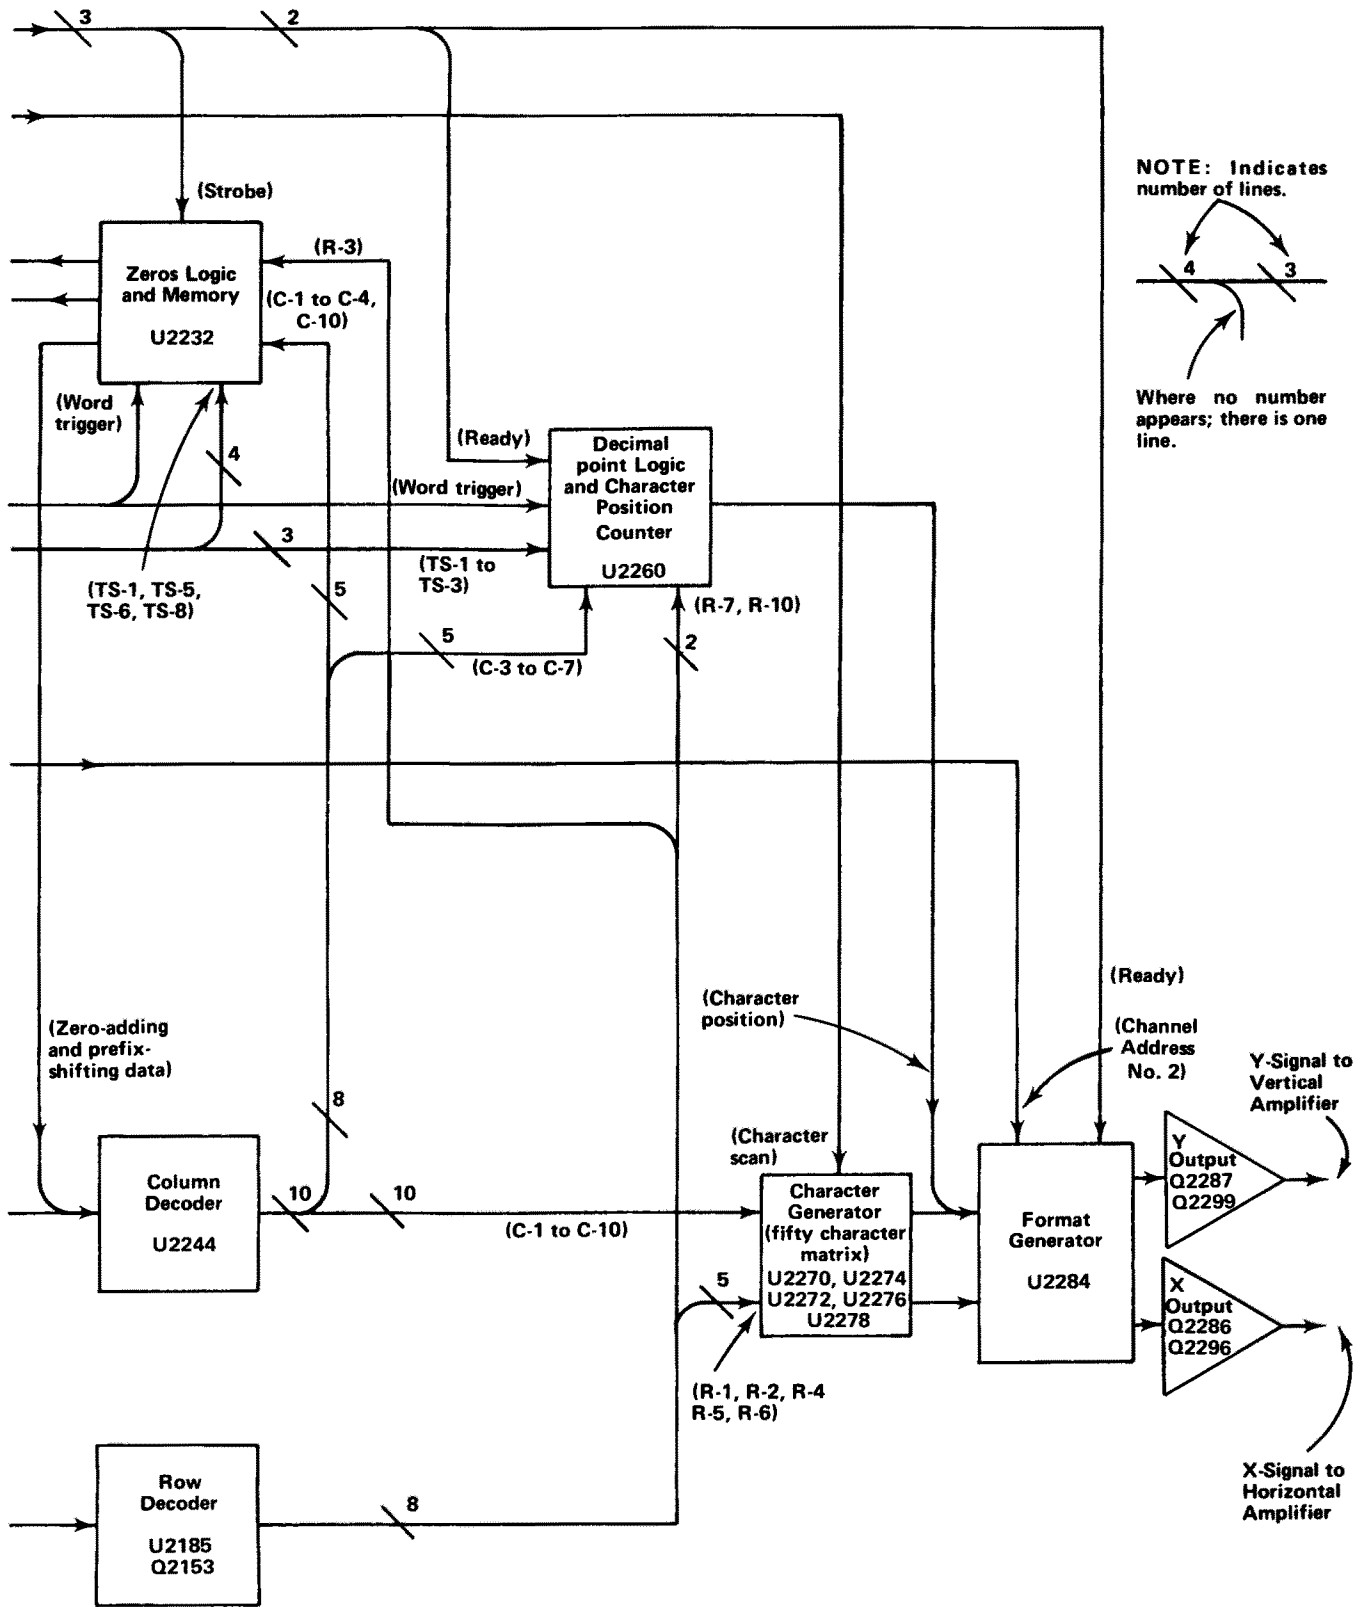 3
2
NOTE: Indicates
number of lines.
4
3
Where no number
appears; there is one
line.
(Strobe)
Zeros Logic
and Memory
U2232
(R-3)
(C-1 to C-4,
C-10)
(Word
trigger)
4
(Ready)
(Word trigger)
3
(TS-1 to
TS-3)
Decimal
point Logic
and Character
Position
Counter
U2260
(TS-1, TS-5,
TS-6, TS-8)
5
5
(C-3 to C-7)
(R-7, R-10)
2
(Ready)
(Character
position)
(Channel
Address
No. 2)
(Zero-adding
and prefix-
shifting data)
8
Y-Signal to
Vertical
Amplifier
(Character
scan)
Column
Decoder
U2244
10
10
(C-1 to C-10)
Character
Generator
(fifty character
matrix)
U2270, U2274
U2272, U2276
U2278
Format
Generator
U2284
Y
Output
Q2287
Q2299
X
Output
Q2286
Q2296
5
(R-1, R-2, R-4
R-5, R-6)
X-Signal to
Horizontal
Amplifier
Row
Decoder
U2185
Q2153
8